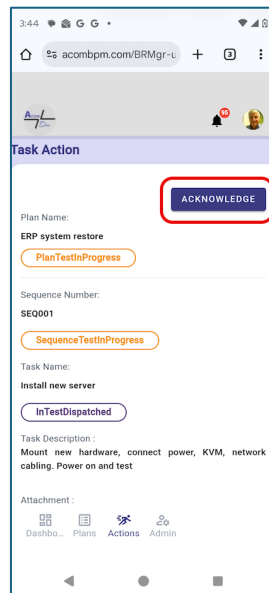 3:44 G G •
acombpm.com/BRMgr-u
3
95
Task Action
ACKNOWLEDGE
Plan Name:
ERP system restore
PlanTestInProgress
Sequence Number:
SEQ001
SequenceTestInProgress
Task Name:
Install new server
InTestDispatched
Task Description :
Mount new hardware, connect power, KVM, network
cabling. Power on and test
Attachment :
Dashbo... Plans Actions Admin